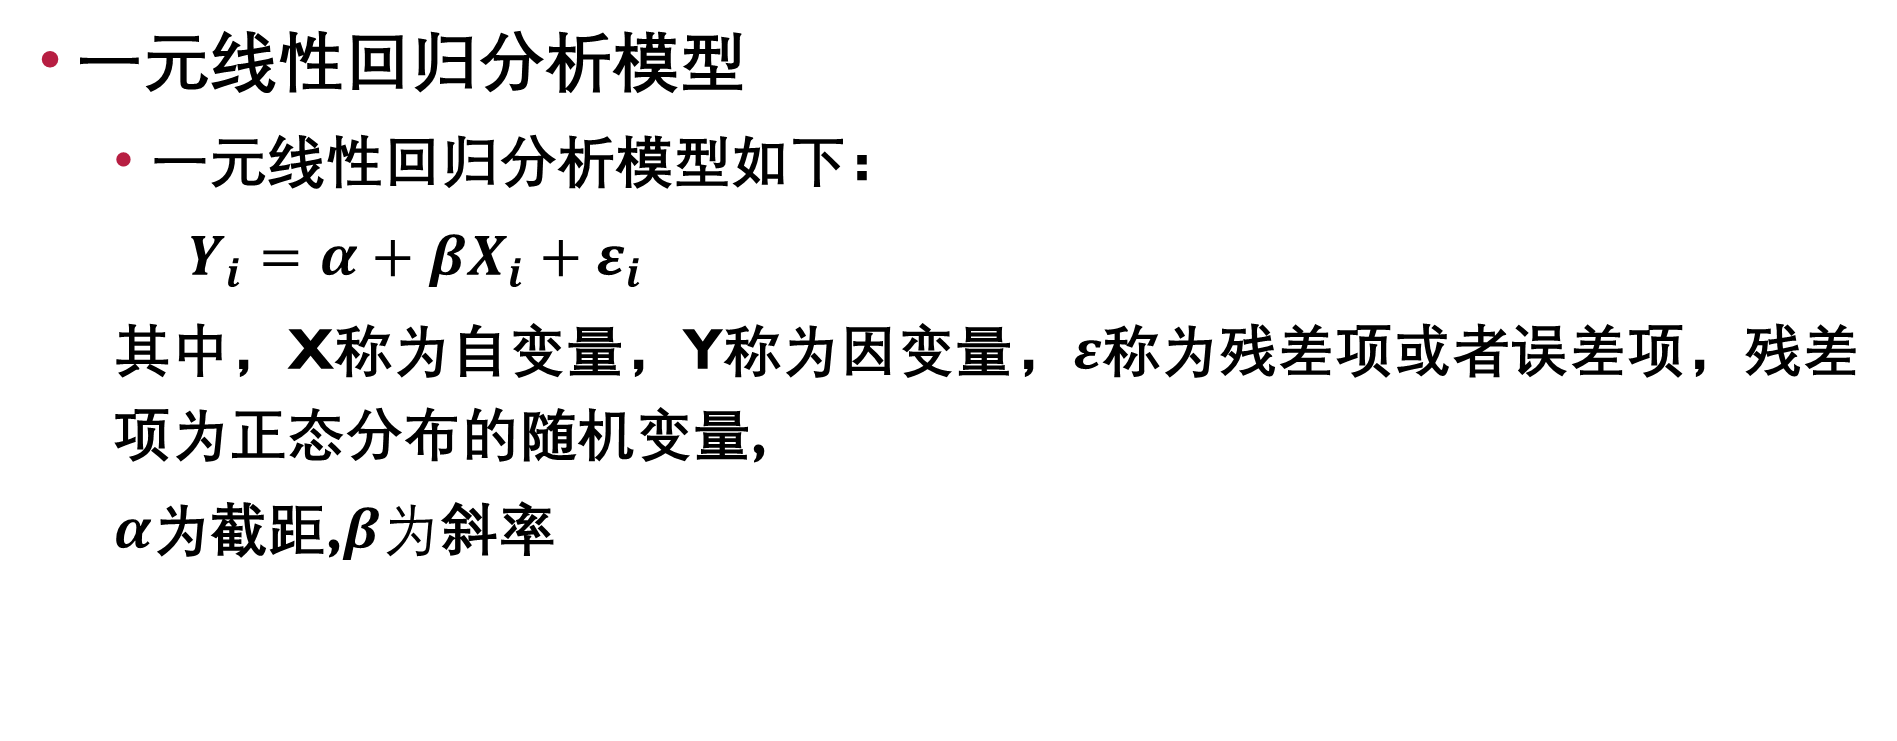 • 一元线性回归分析模型
• 一元线性回归分析模型如下：
Yᵢ = α + βXᵢ + εᵢ
其中，X称为自变量，Y称为因变量，ε称为残差项或者误差项，残差
项为正态分布的随机变量,
α为截距,β为斜率